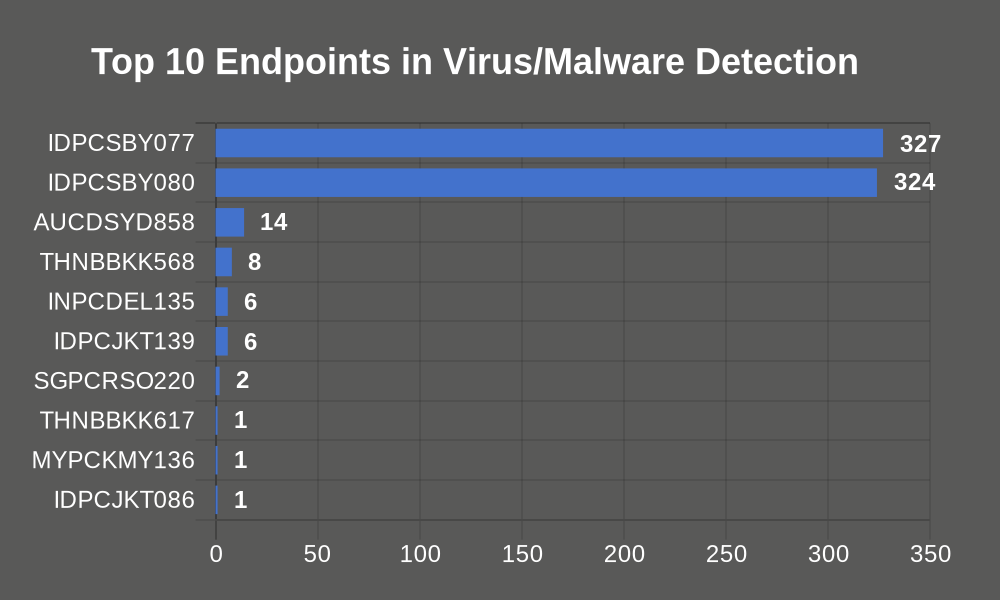 Top 10 Endpoints in Virus/Malware Detection
IDPCSBY077 327
IDPCSBY080 324
AUCDSYD858 14
THNBBKK568 8
INPCDEL135 6
IDPCJKT139 6
SGPCRSO220 2
THNBBKK617 1
MYPCKMY136 1
IDPCJKT086 1
0 50 100 150 200 250 300 350